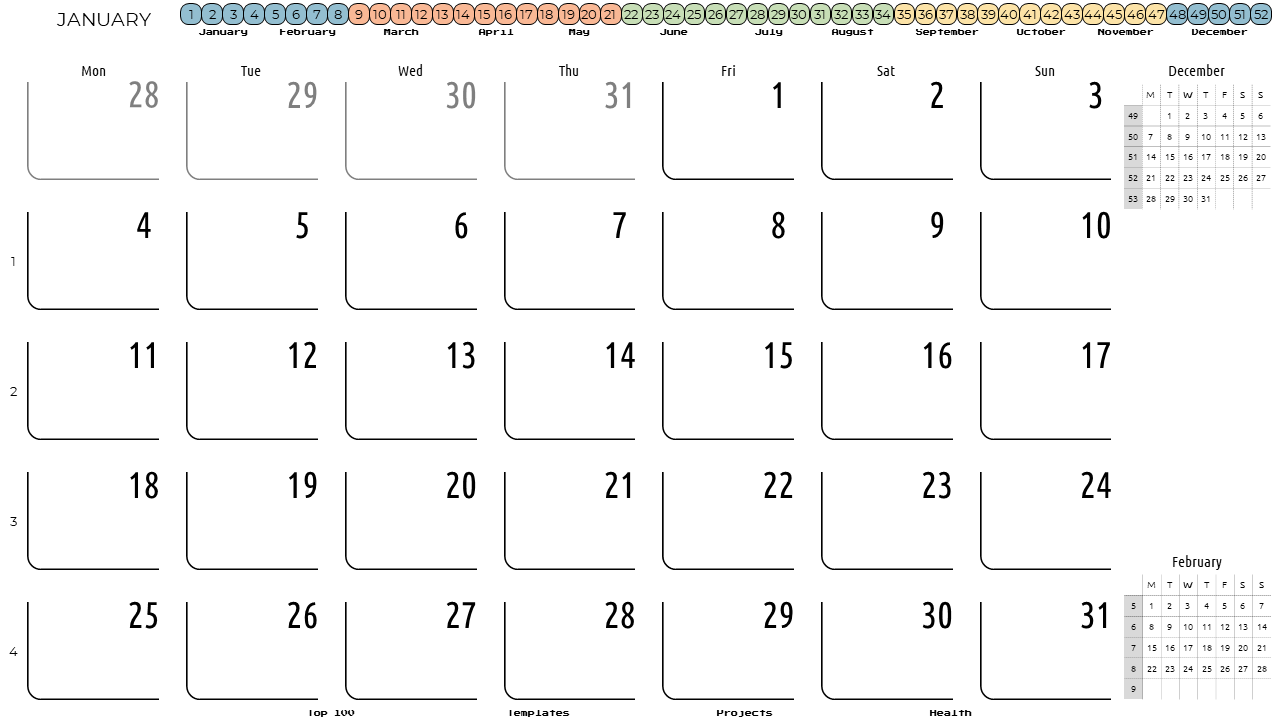 JANUARY 1 2 3 4 5 6 7 8 9 10 11 12 13 14 15 16 17 18 19 20 21 22 23 24 25 26 27 28 29 30 31 32 33 34 35 36 37 38 39 40 41 42 43 44 45 46 47 48 49 50 51 52
January February March April May June July August September October November December
Mon Tue Wed Thu Fri Sat Sun
28 29 30 31 1 2 3
1 4 5 6 7 8 9 10
2 11 12 13 14 15 16 17
3 18 19 20 21 22 23 24
4 25 26 27 28 29 30 31
December
M T W T F S S
49 1 2 3 4 5 6
50 7 8 9 10 11 12 13
51 14 15 16 17 18 19 20
52 21 22 23 24 25 26 27
53 28 29 30 31
February
M T W T F S S
5 1 2 3 4 5 6 7
6 8 9 10 11 12 13 14
7 15 16 17 18 19 20 21
8 22 23 24 25 26 27 28
9
Top 100 Templates Projects Health